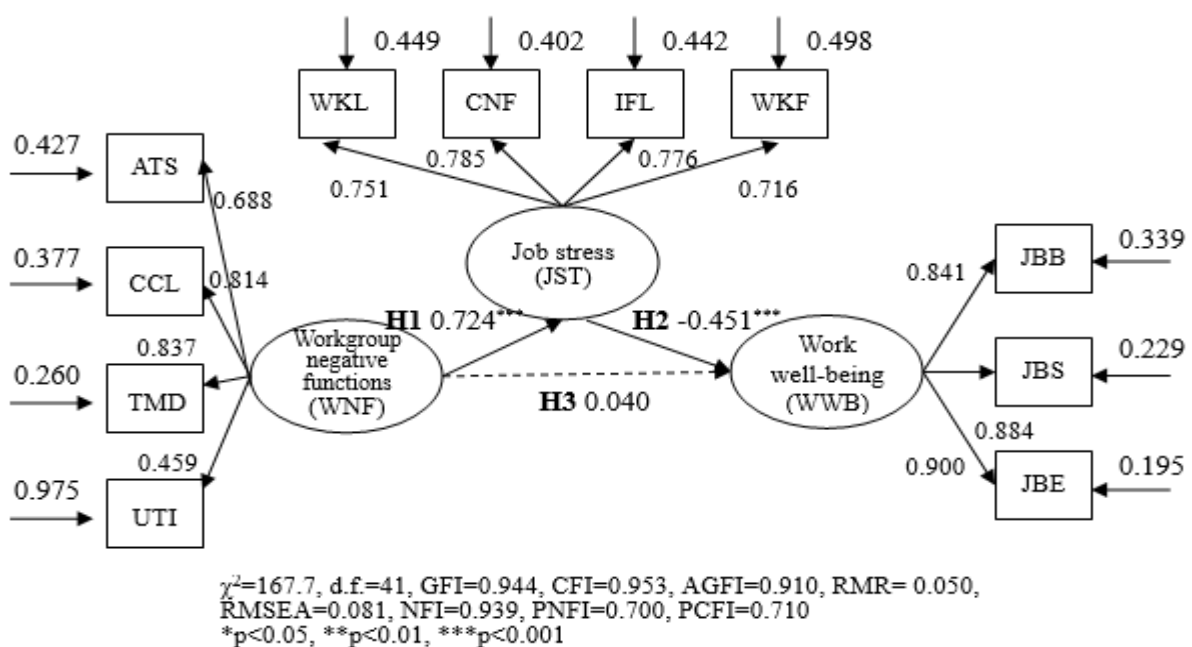 0.449
0.402
0.442
0.498
WKL
CNF
IFL
WKF
0.427
ATS
0.785
0.776
0.751
0.716
0.688
Job stress
(JST)
0.377
CCL
0.814
0.841
JBB
0.339
H1 0.724***
H2 -0.451***
Workgroup
negative
functions
(WNF)
Work
well-being
(WWB)
0.837
0.260
TMD
JBS
0.229
H3 0.040
0.884
0.459
0.900
JBE
0.195
0.975
UTI
χ²=167.7, d.f.=41, GFI=0.944, CFI=0.953, AGFI=0.910, RMR= 0.050,
RMSEA=0.081, NFI=0.939, PNFI=0.700, PCFI=0.710
*p<0.05, **p<0.01, ***p<0.001